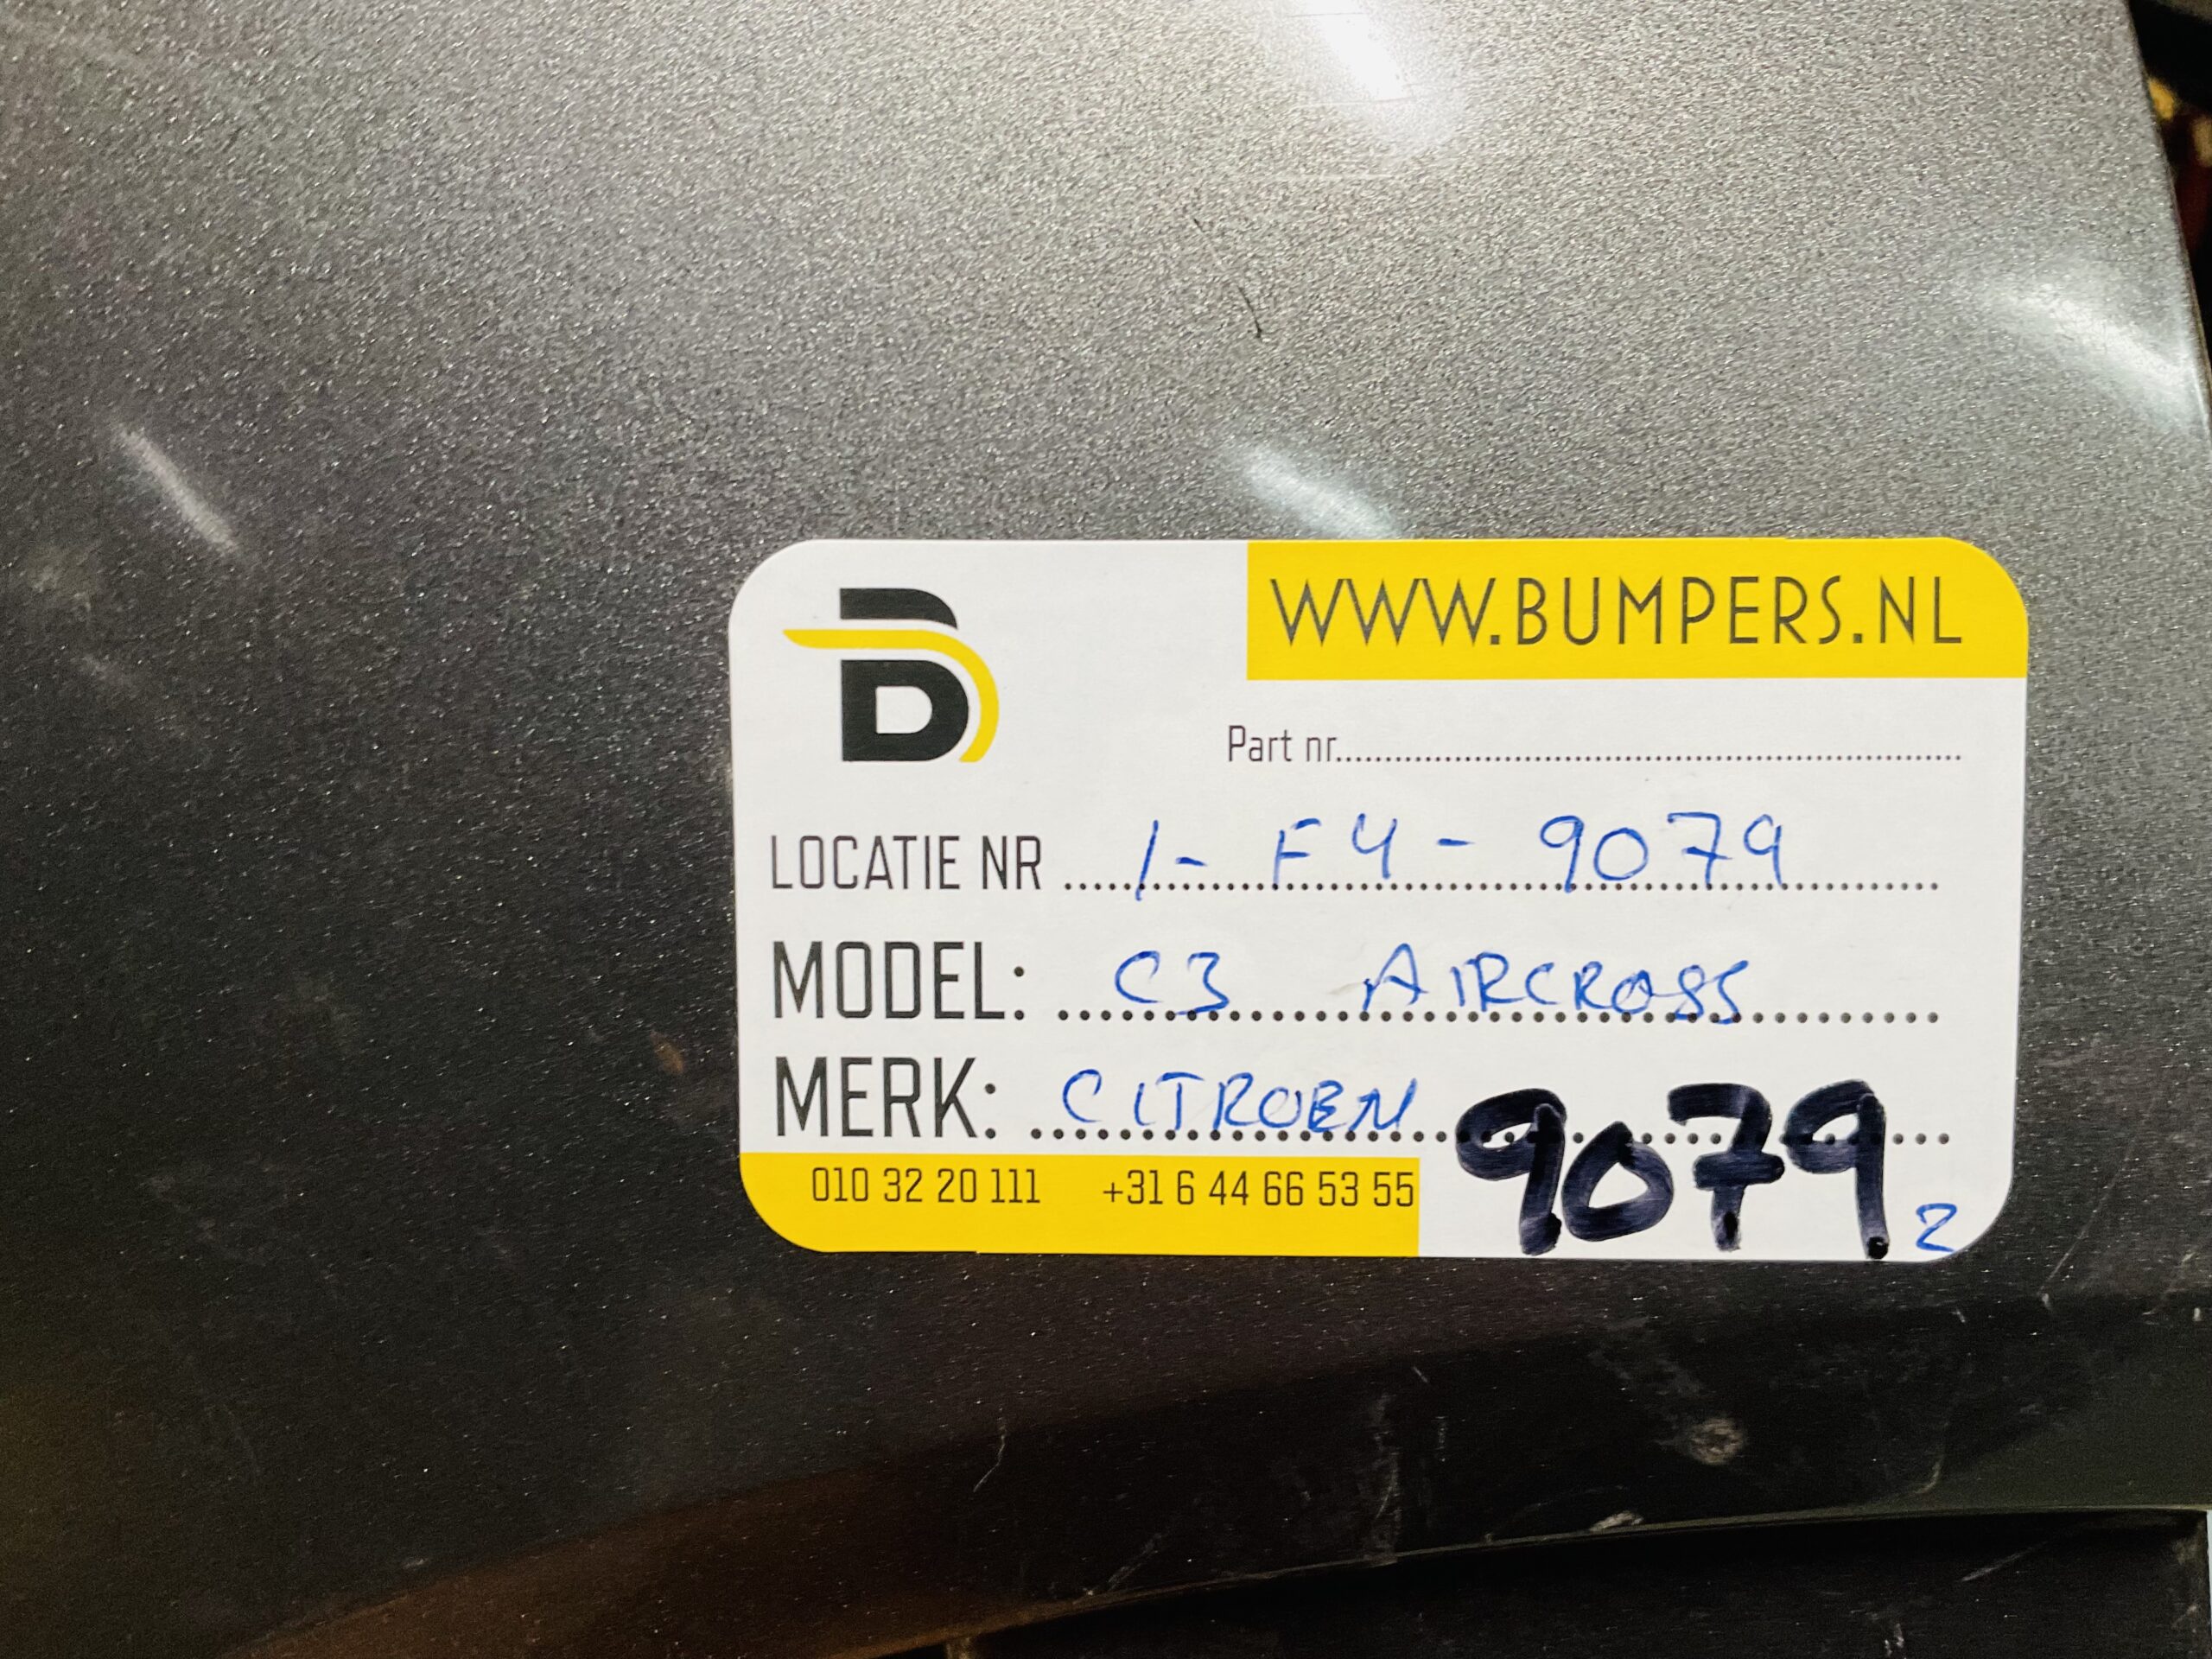 WWW.BUMPERS.NL
Part nr.
LOCATIE NR 1- F4 - 9079
MODEL: C3 AIRCROSS
MERK: CITROEN
9079
2
010 32 20 111 +31 6 44 66 53 55